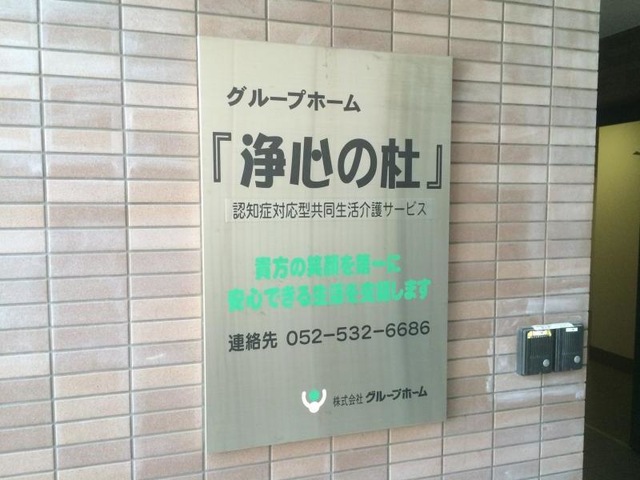 グループホーム
『浄心の杜』
認知症対応型共同生活介護サービス
貴方の笑顔を第一に
安心できる生活を支援します
連絡先 052-532-6686
株式会社 グループホーム